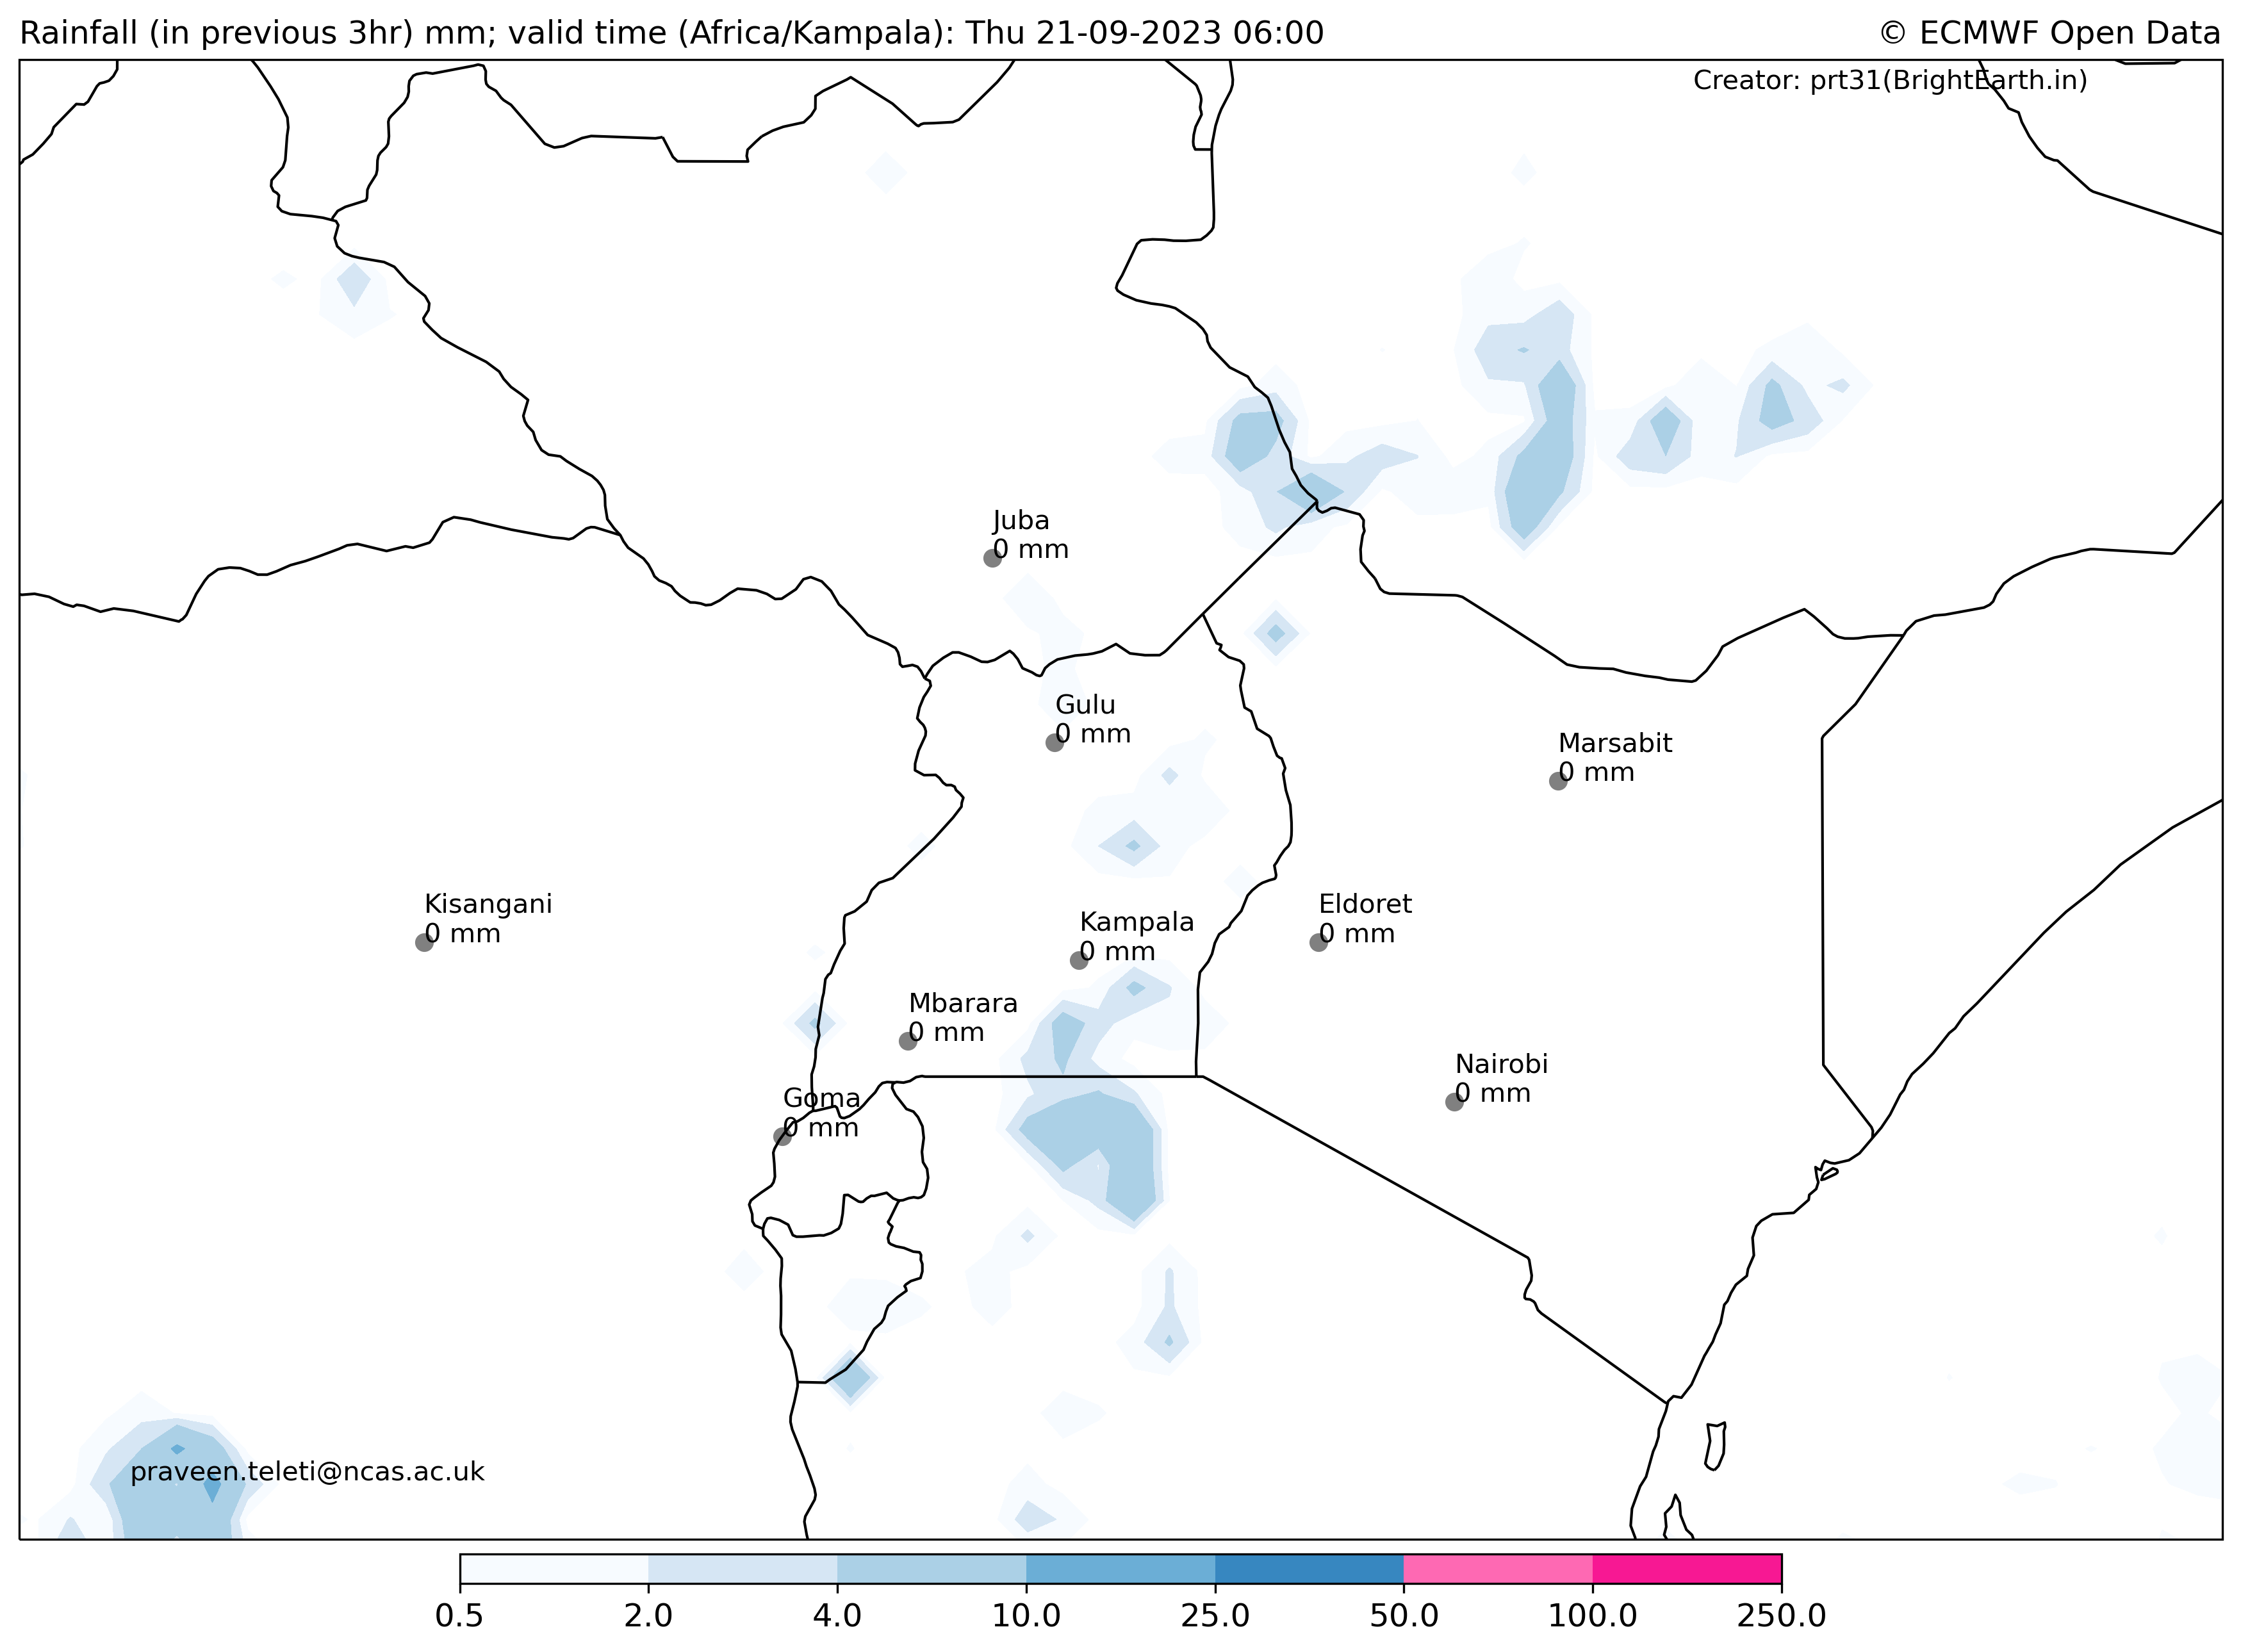 Rainfall (in previous 3hr) mm; valid time (Africa/Kampala): Thu 21-09-2023 06:00
© ECMWF Open Data
Creator: prt31(BrightEarth.in)
Juba
0 mm
Gulu
0 mm
Marsabit
0 mm
Kisangani
0 mm
Kampala
0 mm
Eldoret
0 mm
Mbarara
0 mm
Nairobi
0 mm
Goma
0 mm
praveen.teleti@ncas.ac.uk
0.5 2.0 4.0 10.0 25.0 50.0 100.0 250.0